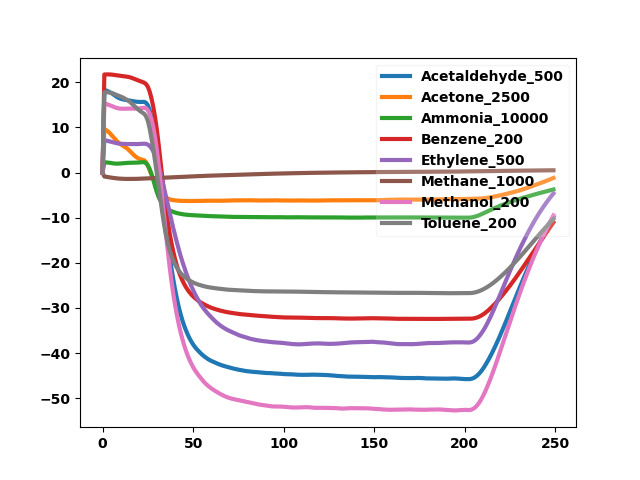 20
10
0
−10
−20
−30
−40
−50
0 50 100 150 200 250
Acetaldehyde_500
Acetone_2500
Ammonia_10000
Benzene_200
Ethylene_500
Methane_1000
Methanol_200
Toluene_200